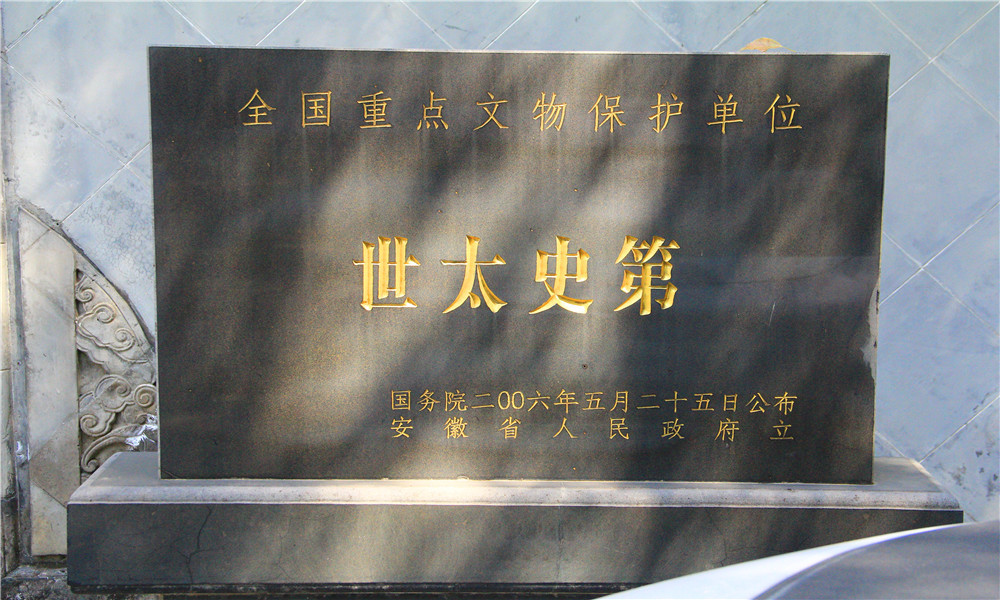 全国重点文物保护单位
世太史第
国务院二00六年五月二十五日公布
安徽省人民政府立